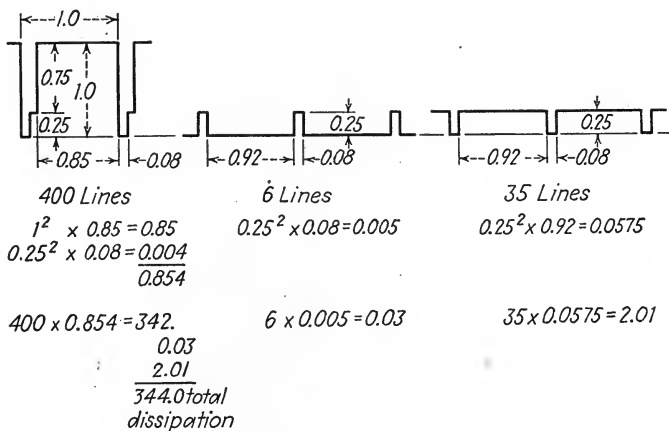 1.0
0.75
1.0
0.25
0.85
0.08
0.25
0.92
0.08
0.25
0.92
0.08
400 Lines
6 Lines
35 Lines
1² x 0.85 = 0.85
0.25² x 0.08 = 0.004
0.854
0.25² x 0.08 = 0.005
0.25² x 0.92 = 0.0575
400 x 0.854 = 342.
0.03
2.01
344.0 total
dissipation
6 x 0.005 = 0.03
35 x 0.0575 = 2.01